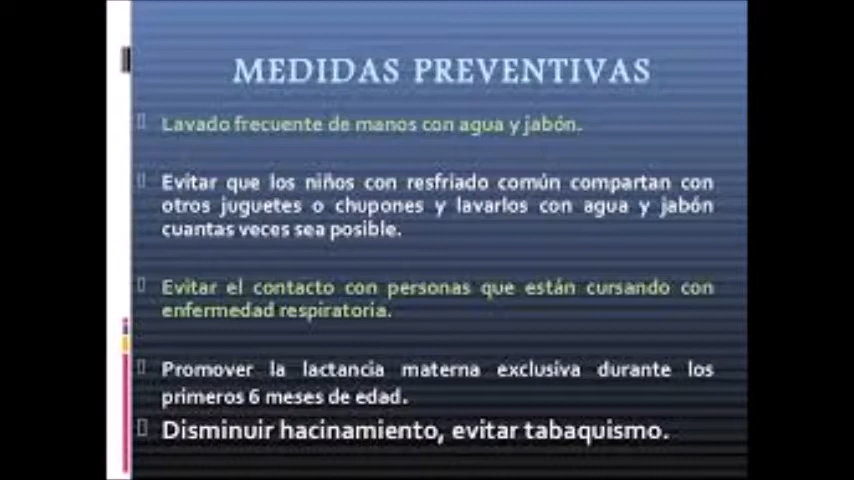 MEDIDAS PREVENTIVAS
Lavado frecuente de manos con agua y jabón.
Evitar que los niños con resfriado común compartan con
otros juguetes o chupones y lavarlos con agua y jabón
cuantas veces sea posible.
Evitar el contacto con personas que están cursando con
enfermedad respiratoria.
Promover la lactancia materna exclusiva durante los
primeros 6 meses de edad.
Disminuir hacinamiento, evitar tabaquismo.